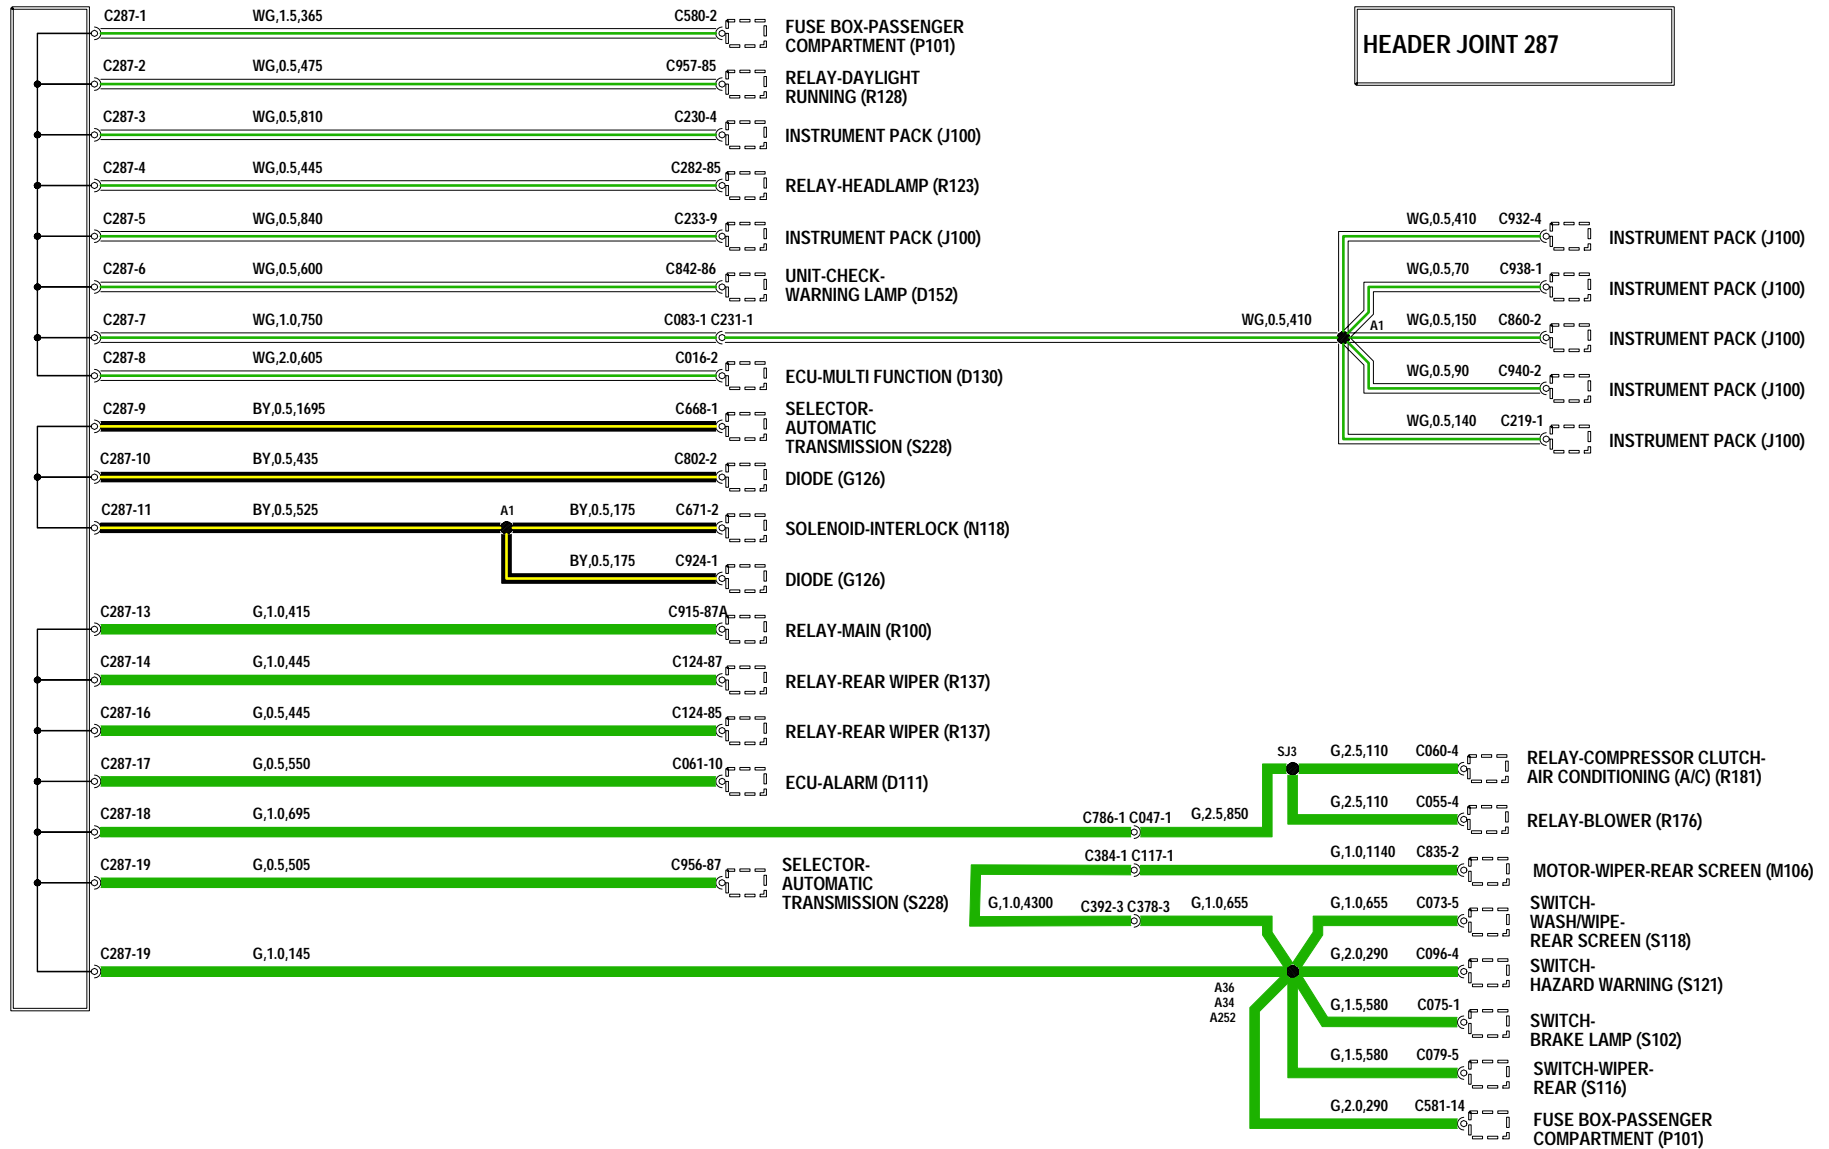 HEADER JOINT 287
C287-1 WG,1.5,365 C580-2
FUSE BOX-PASSENGER
COMPARTMENT (P101)
C287-2 WG,0.5,475 C957-85
RELAY-DAYLIGHT
RUNNING (R128)
C287-3 WG,0.5,810 C230-4
INSTRUMENT PACK (J100)
C287-4 WG,0.5,445 C282-85
RELAY-HEADLAMP (R123)
C287-5 WG,0.5,840 C233-9
INSTRUMENT PACK (J100)
C287-6 WG,0.5,600 C842-86
UNIT-CHECK-
WARNING LAMP (D152)
C287-7 WG,1.0,750 C083-1 C231-1 WG,0.5,410 A1
WG,0.5,410 C932-4
INSTRUMENT PACK (J100)
WG,0.5,70 C938-1
INSTRUMENT PACK (J100)
WG,0.5,150 C860-2
INSTRUMENT PACK (J100)
WG,0.5,90 C940-2
INSTRUMENT PACK (J100)
WG,0.5,140 C219-1
INSTRUMENT PACK (J100)
C287-8 WG,2.0,605 C016-2
ECU-MULTI FUNCTION (D130)
C287-9 BY,0.5,1695 C668-1
SELECTOR-
AUTOMATIC
TRANSMISSION (S228)
C287-10 BY,0.5,435 C802-2
DIODE (G126)
C287-11 BY,0.5,525 A1 BY,0.5,175 C671-2
SOLENOID-INTERLOCK (N118)
BY,0.5,175 C924-1
DIODE (G126)
C287-13 G,1.0,415 C915-87A
RELAY-MAIN (R100)
C287-14 G,1.0,445 C124-87
RELAY-REAR WIPER (R137)
C287-16 G,0.5,445 C124-85
RELAY-REAR WIPER (R137)
C287-17 G,0.5,550 C061-10
ECU-ALARM (D111)
C287-18 G,1.0,695 C786-1 C047-1 G,2.5,850 SJ3
G,2.5,110 C060-4
RELAY-COMPRESSOR CLUTCH-
AIR CONDITIONING (A/C) (R181)
G,2.5,110 C055-4
RELAY-BLOWER (R176)
C287-19 G,0.5,505 C956-87
SELECTOR-
AUTOMATIC
TRANSMISSION (S228)
C384-1 C117-1 G,1.0,1140 C835-2
MOTOR-WIPER-REAR SCREEN (M106)
G,1.0,4300 C392-3 C378-3 G,1.0,655
G,1.0,655 C073-5
SWITCH-
WASH/WIPE-
REAR SCREEN (S118)
C287-19 G,1.0,145
G,2.0,290 C096-4
SWITCH-
HAZARD WARNING (S121)
A36
A34
A252
G,1.5,580 C075-1
SWITCH-
BRAKE LAMP (S102)
G,1.5,580 C079-5
SWITCH-WIPER-
REAR (S116)
G,2.0,290 C581-14
FUSE BOX-PASSENGER
COMPARTMENT (P101)